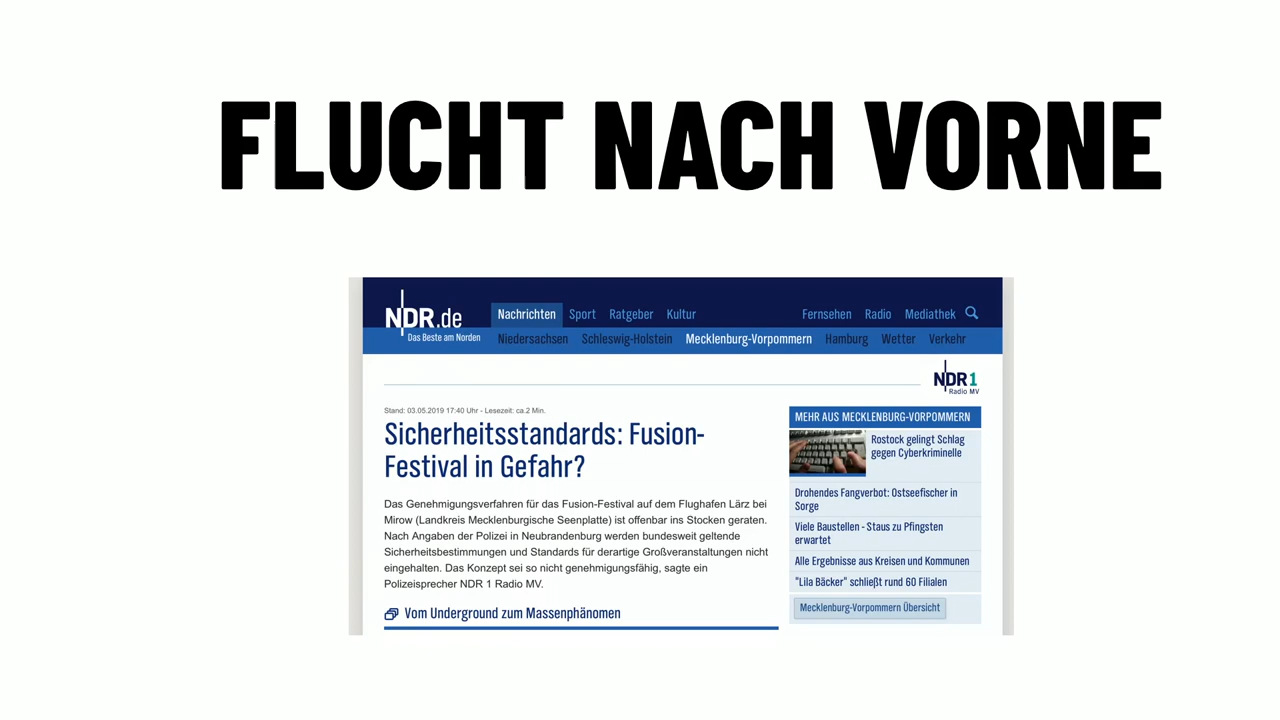 FLUCHT NACH VORNE
NDR.de
Das Beste am Norden
Nachrichten Sport Ratgeber Kultur
Fernsehen Radio Mediathek
Niedersachsen Schleswig-Holstein Mecklenburg-Vorpommern Hamburg Wetter Verkehr
NDR 1
Radio MV
Stand: 03.05.2019 17:40 Uhr - Lesezeit: ca.2 Min.
Sicherheitsstandards: Fusion-
Festival in Gefahr?
Das Genehmigungsverfahren für das Fusion-Festival auf dem Flughafen Lärz bei
Mirow (Landkreis Mecklenburgische Seenplatte) ist offenbar ins Stocken geraten.
Nach Angaben der Polizei in Neubrandenburg werden bundesweit geltende
Sicherheitsbestimmungen und Standards für derartige Großveranstaltungen nicht
eingehalten. Das Konzept sei so nicht genehmigungsfähig, sagte ein
Polizeisprecher NDR 1 Radio MV.
Vom Underground zum Massenphänomen
MEHR AUS MECKLENBURG-VORPOMMERN
Rostock gelingt Schlag
gegen Cyberkriminelle
Drohendes Fangverbot: Ostseefischer in
Sorge
Viele Baustellen - Staus zu Pfingsten
erwartet
Alle Ergebnisse aus Kreisen und Kommunen
"Lila Bäcker" schließt rund 60 Filialen
Mecklenburg-Vorpommern Übersicht